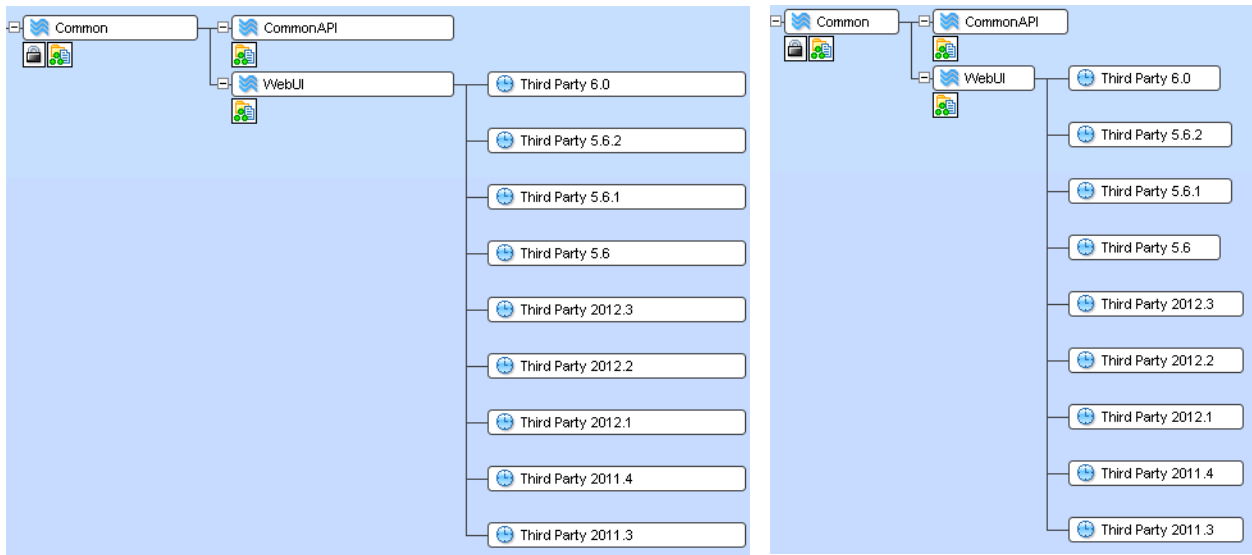 Common
CommonAPI
WebUI
Third Party 6.0
Third Party 5.6.2
Third Party 5.6.1
Third Party 5.6
Third Party 2012.3
Third Party 2012.2
Third Party 2012.1
Third Party 2011.4
Third Party 2011.3
Common
CommonAPI
WebUI
Third Party 6.0
Third Party 5.6.2
Third Party 5.6.1
Third Party 5.6
Third Party 2012.3
Third Party 2012.2
Third Party 2012.1
Third Party 2011.4
Third Party 2011.3